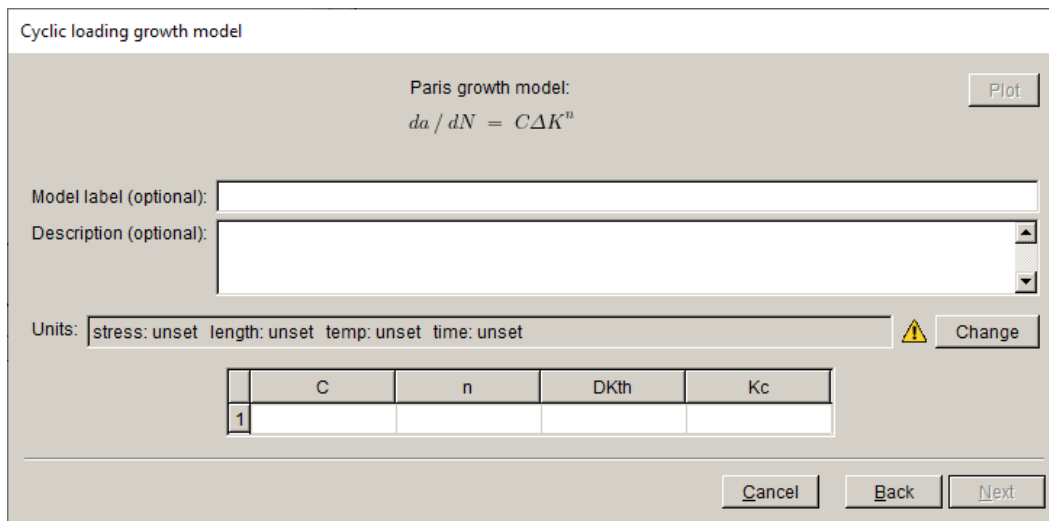 Cyclic loading growth model
Paris growth model:
Plot
da / dN = CΔKⁿ
Model label (optional):
Description (optional):
Units: stress: unset length: unset temp: unset time: unset Change
C n DKth Kc
1
Cancel Back Next